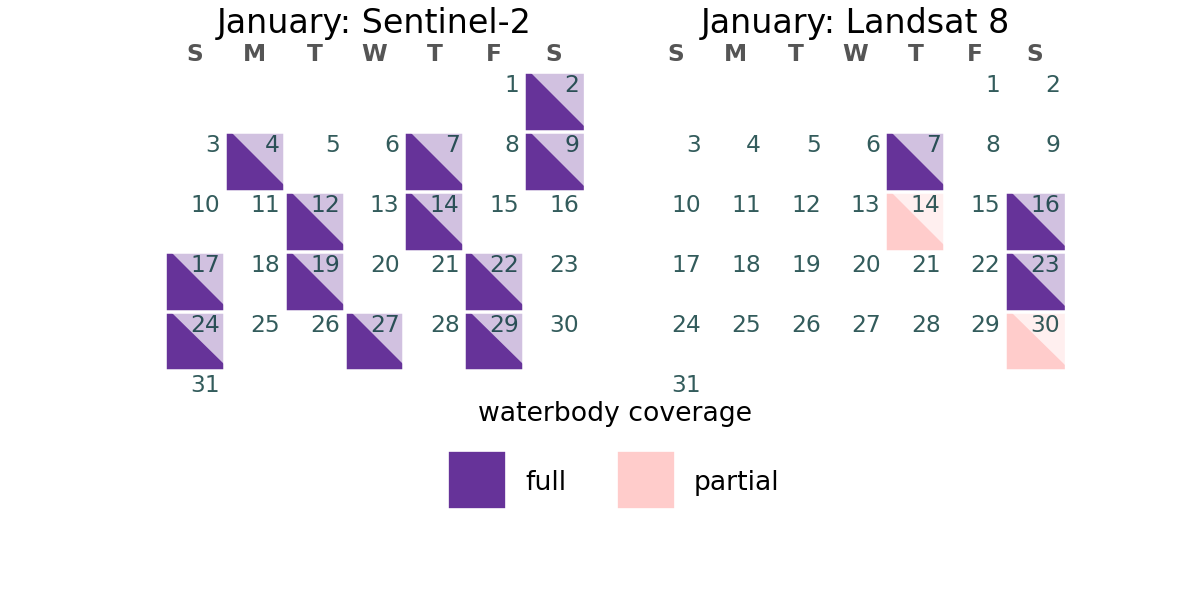 January: Sentinel-2
S M T W T F S
1 2
3 4 5 6 7 8 9
10 11 12 13 14 15 16
17 18 19 20 21 22 23
24 25 26 27 28 29 30
31
January: Landsat 8
S M T W T F S
1 2
3 4 5 6 7 8 9
10 11 12 13 14 15 16
17 18 19 20 21 22 23
24 25 26 27 28 29 30
31
waterbody coverage
full
partial